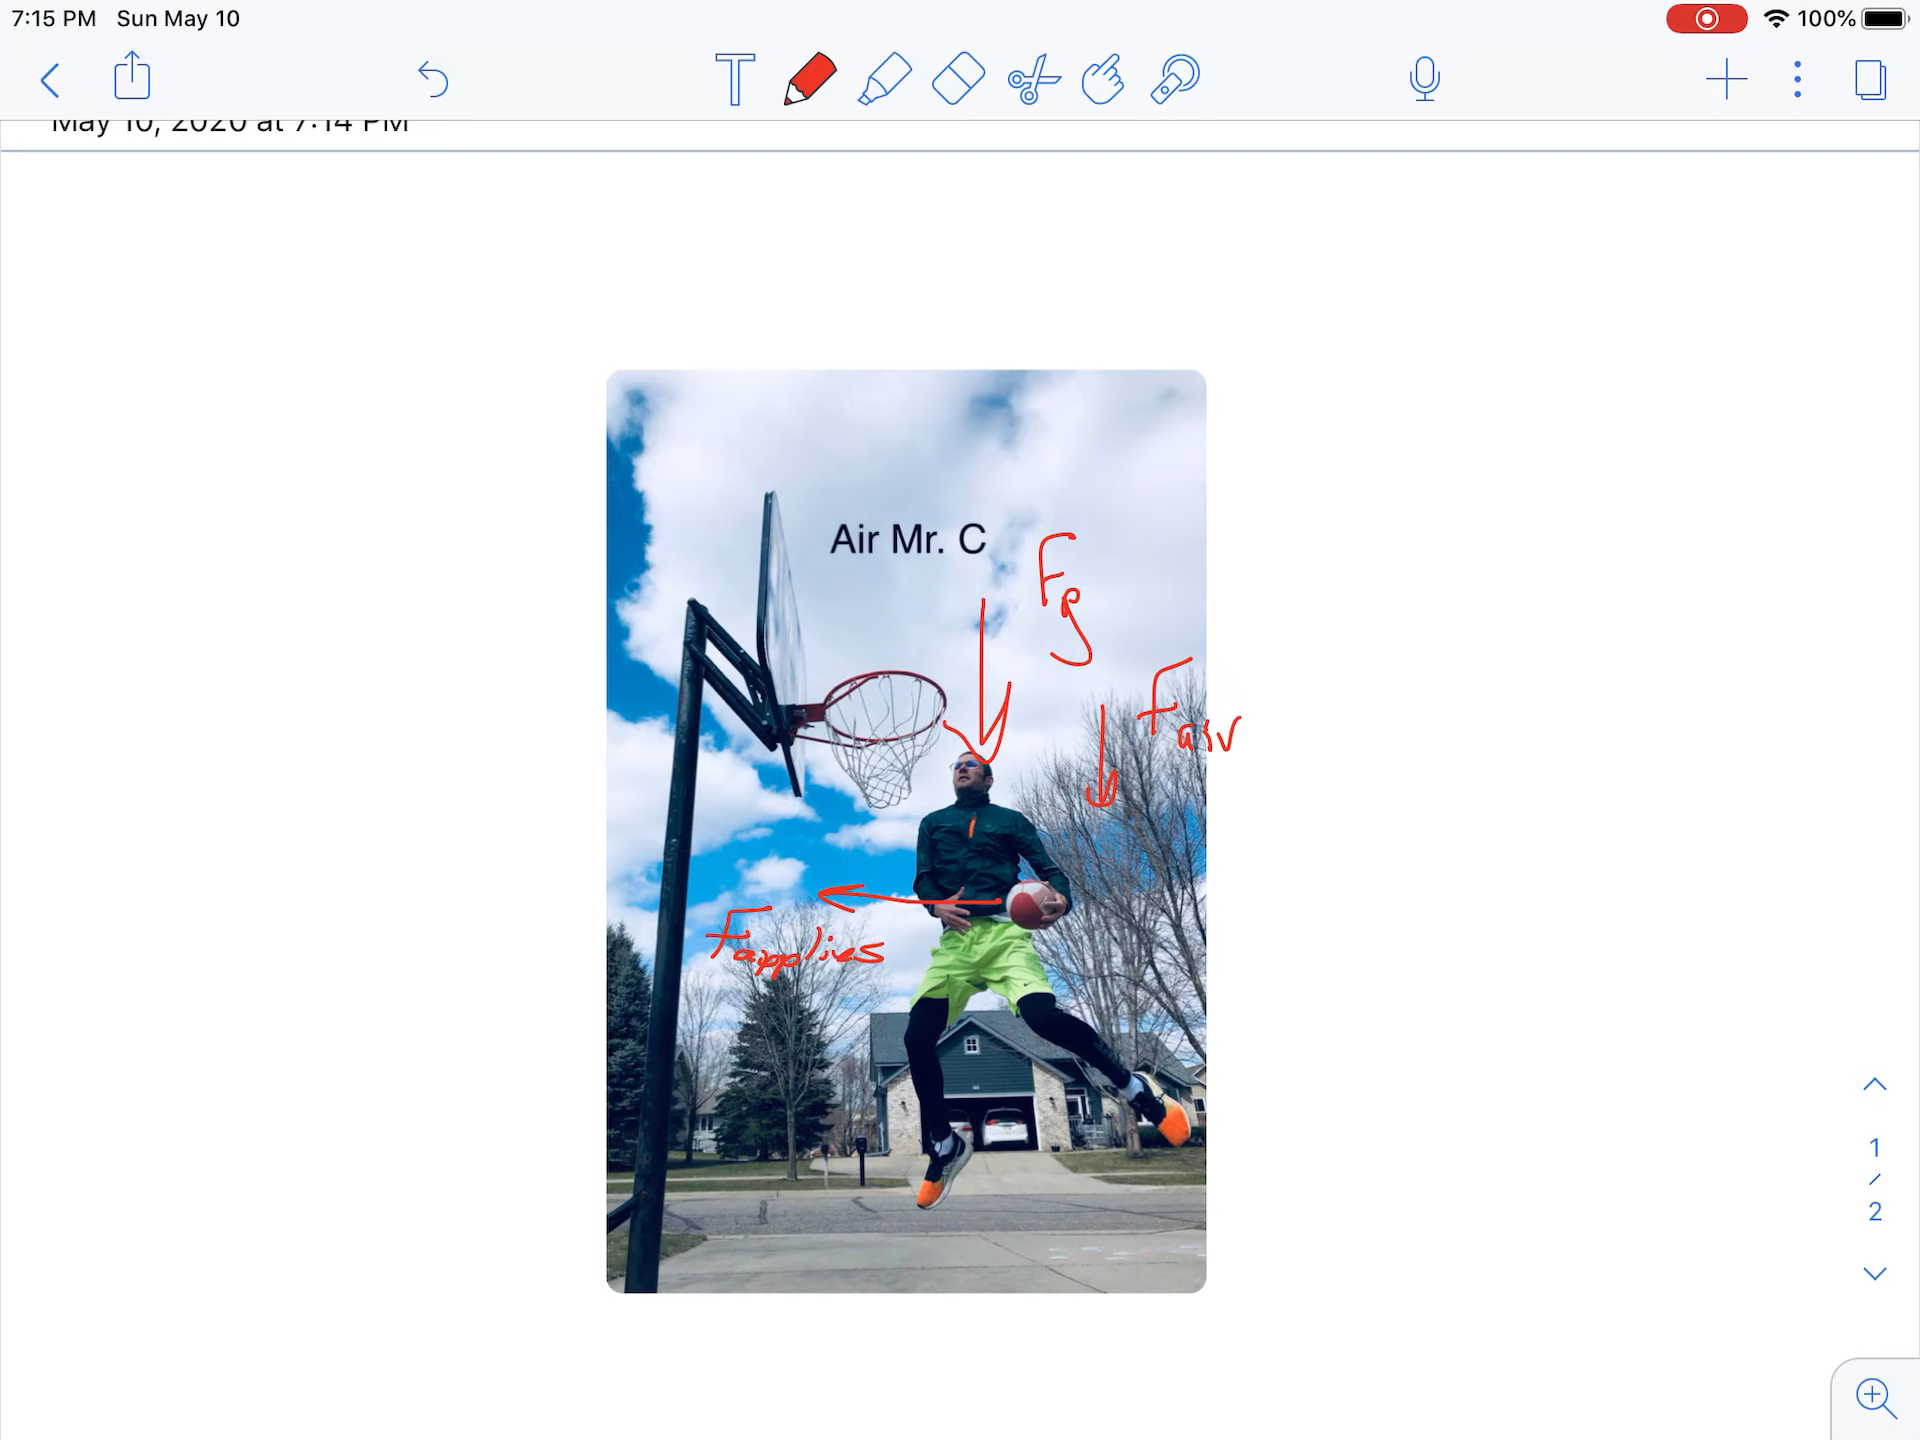 7:15 PM Sun May 10
100%
May 10, 2020 at 7:14 PM
T
Air Mr. C
Fg
Fair
Fapplies
1
/
2